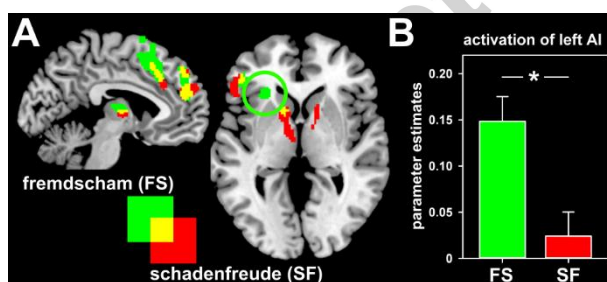 A
fremdscham (FS)
schadenfreude (SF)
B
activation of left AI
parameter estimates
0.20
0.15
0.10
0.05
0
*
FS
SF